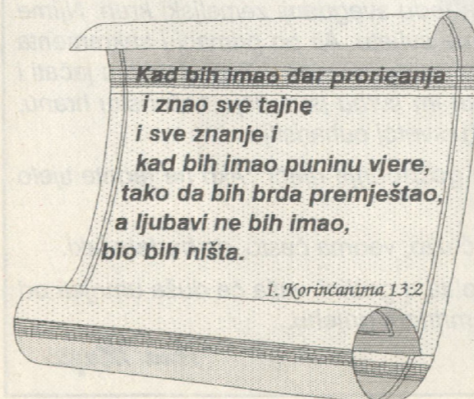 Kad bih imao dar proricanja
i znao sve tajne
i sve znanje i
kad bih imao puninu vjere,
tako da bih brda premještao,
a ljubavi ne bih imao,
bio bih ništa.
1. Korinćanima 13:2